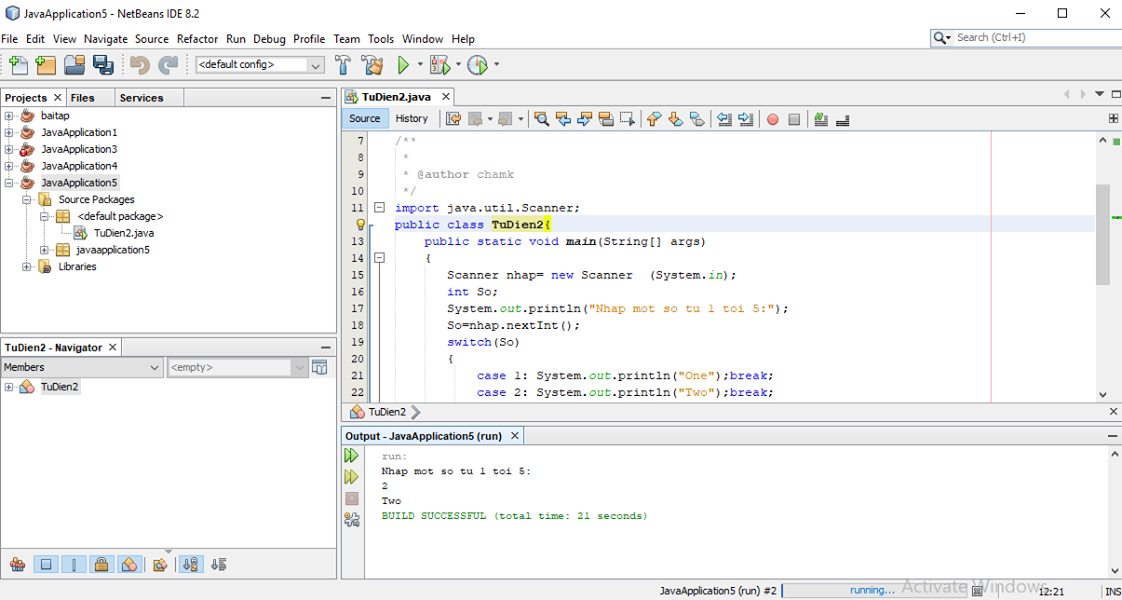 JavaApplication5 - NetBeans IDE 8.2
File Edit View Navigate Source Refactor Run Debug Profile Team Tools Window Help
Search (Ctrl+I)
<default config>
Projects Files Services
baitap
JavaApplication1
JavaApplication3
JavaApplication4
JavaApplication5
Source Packages
<default package>
TuDien2.java
javaapplication5
Libraries
TuDien2 - Navigator
Members <empty>
TuDien2
TuDien2.java
Source History
7 /**
8 *
9 * @author chamk
10 */
11 import java.util.Scanner;
public class TuDien2{
13 public static void main(String[] args)
14 {
15 Scanner nhap= new Scanner (System.in);
16 int So;
17 System.out.println("Nhap mot so tu 1 toi 5:");
18 So=nhap.nextInt();
19 switch(So)
20 {
21 case 1: System.out.println("One");break;
22 case 2: System.out.println("Two");break;
TuDien2
Output - JavaApplication5 (run)
run:
Nhap mot so tu 1 toi 5:
2
Two
BUILD SUCCESSFUL (total time: 21 seconds)
JavaApplication5 (run) #2 running... Activate Windows 12:21 INS